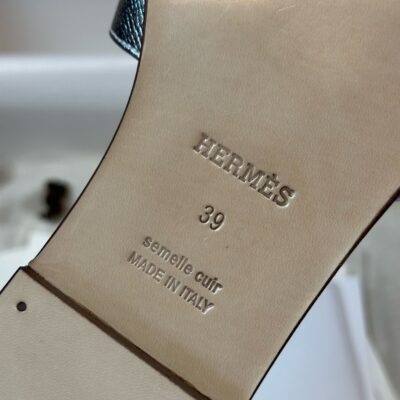 HERMÈS
39
semelle cuir
MADE IN ITALY